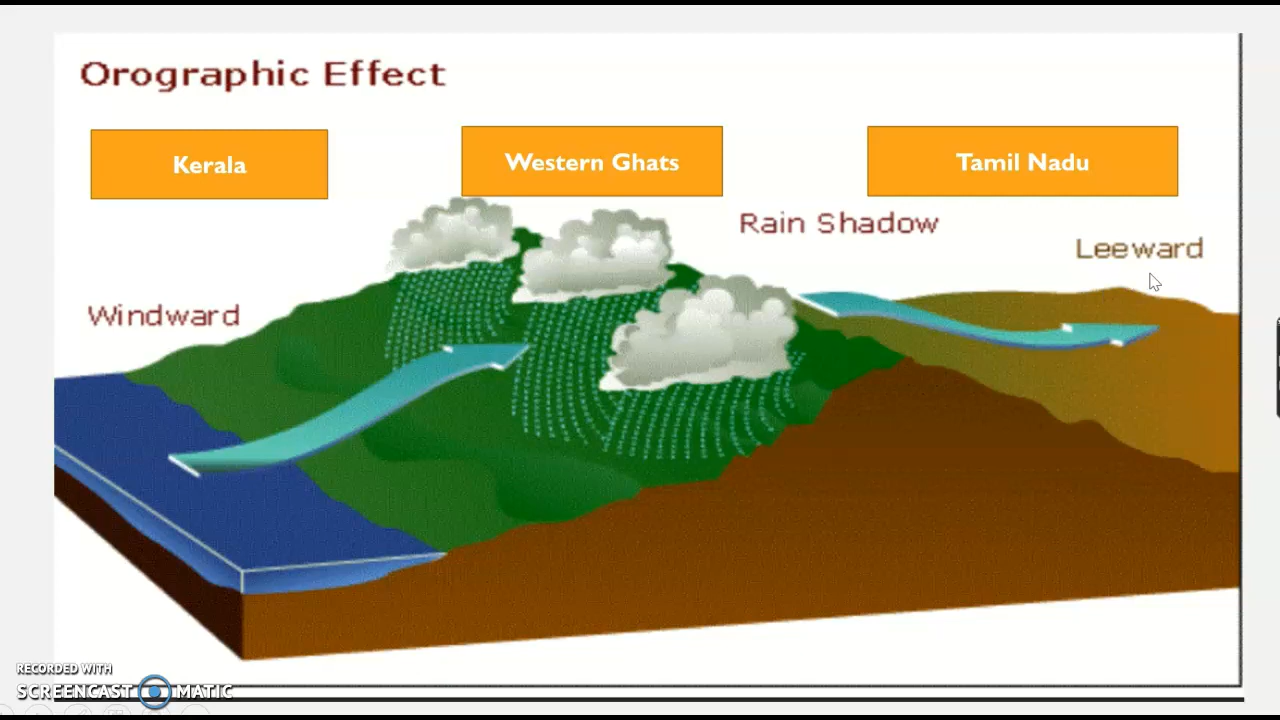 Orographic Effect
Kerala
Western Ghats
Tamil Nadu
Rain Shadow
Leeward
Windward
RECORDED WITH
SCREENCAST MATIC